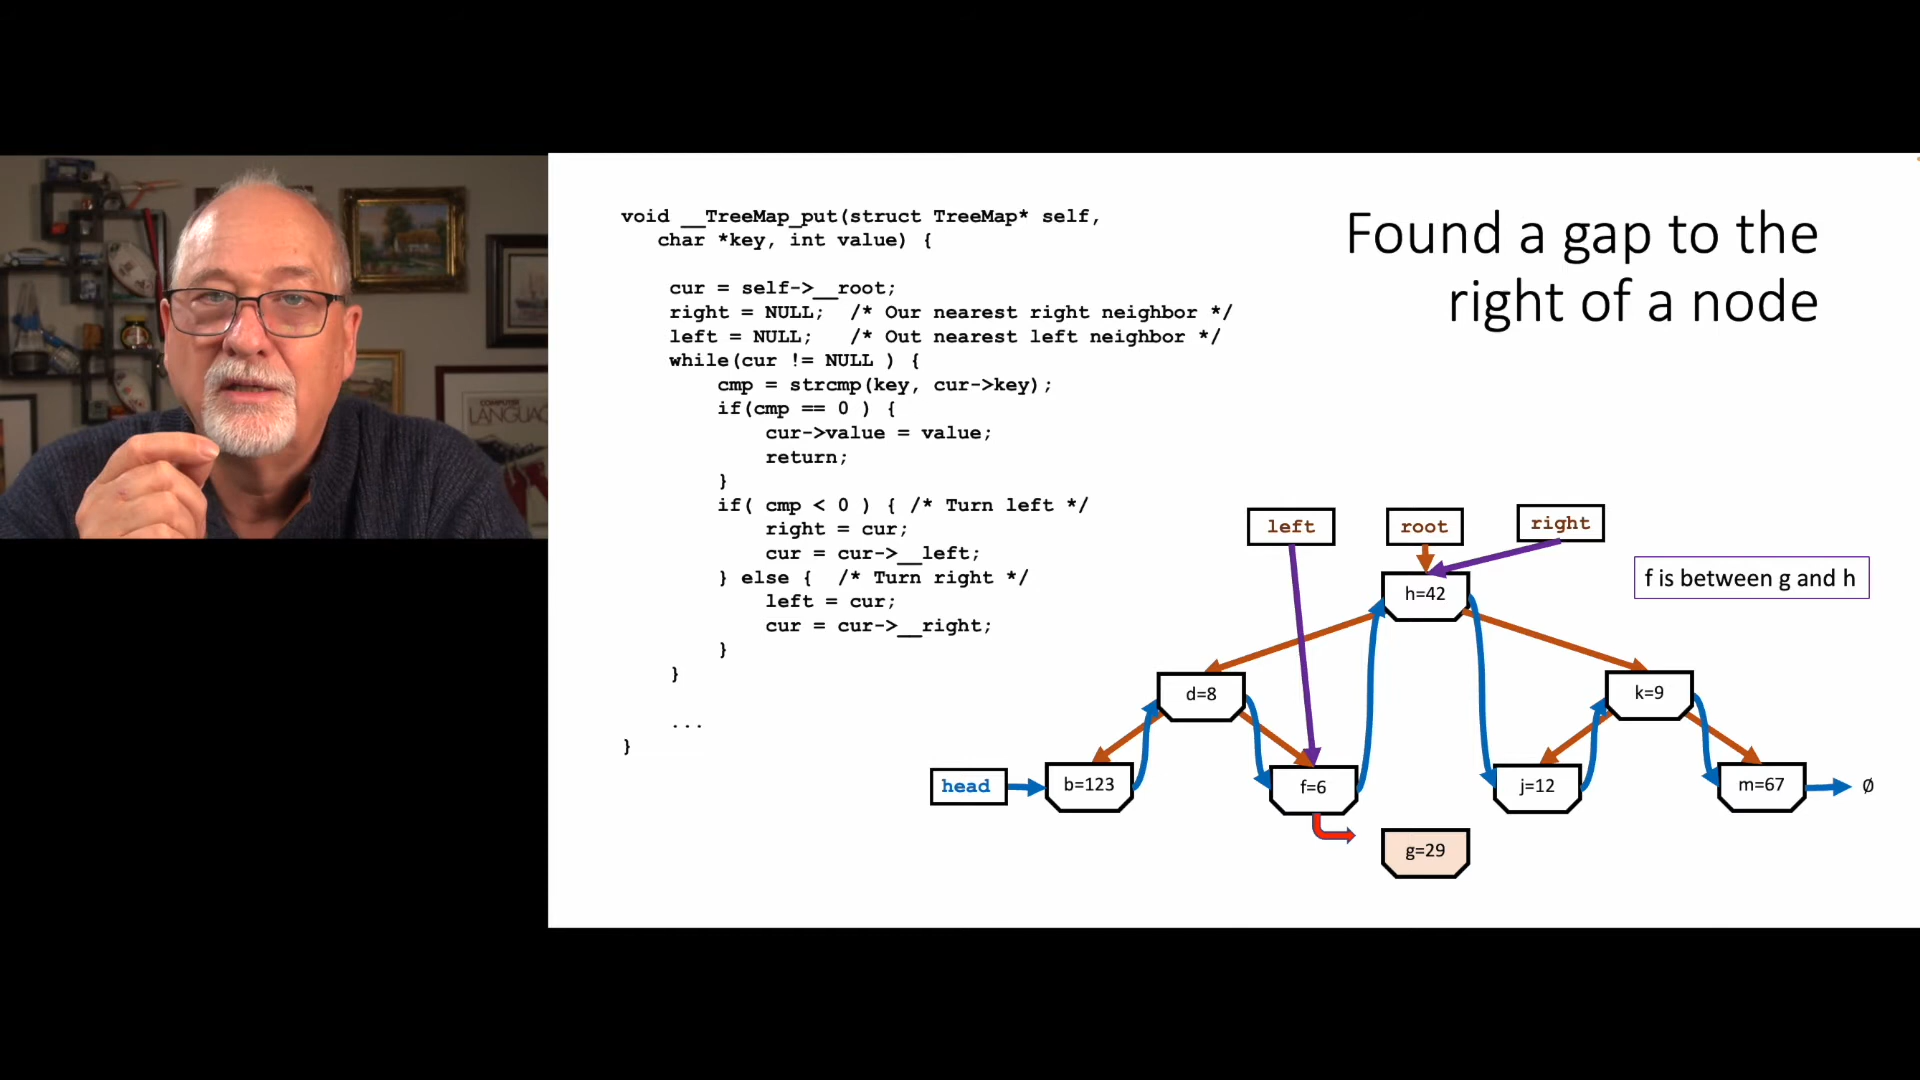 COMPUTER
LANGUAG
void __TreeMap_put(struct TreeMap* self,
char *key, int value) {
cur = self->__root;
right = NULL;  /* Our nearest right neighbor */
left = NULL;   /* Out nearest left neighbor */
while(cur != NULL ) {
cmp = strcmp(key, cur->key);
if(cmp == 0 ) {
cur->value = value;
return;
}
if( cmp < 0 ) { /* Turn left */
right = cur;
cur = cur->__left;
} else {  /* Turn right */
left = cur;
cur = cur->__right;
}
}
...
}
Found a gap to the
right of a node
left
root
right
f is between g and h
h=42
d=8
k=9
head
b=123
f=6
j=12
m=67
Ø
g=29